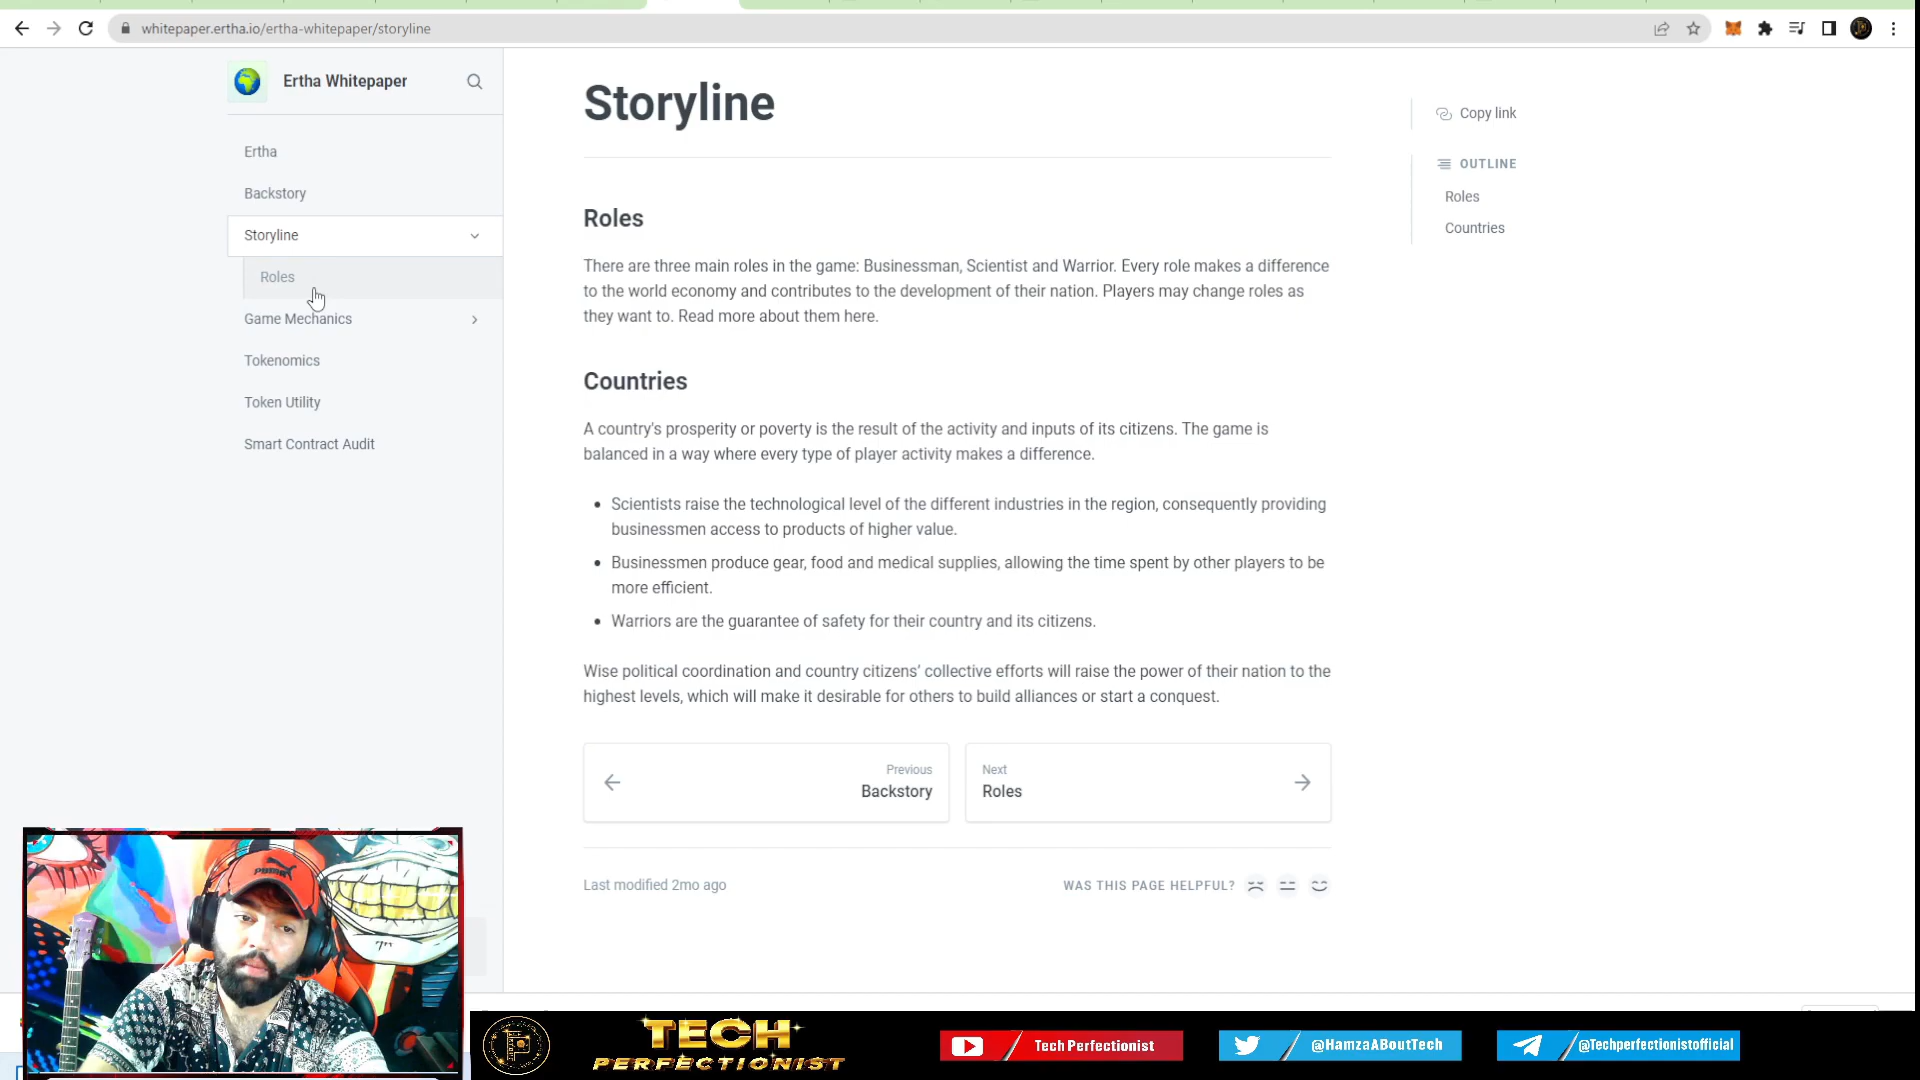 whitepaper.ertha.io/ertha-whitepaper/storyline
Ertha Whitepaper
Ertha
Backstory
Storyline
Roles
Game Mechanics
Tokenomics
Token Utility
Smart Contract Audit
Storyline
Roles
There are three main roles in the game: Businessman, Scientist and Warrior. Every role makes a difference
to the world economy and contributes to the development of their nation. Players may change roles as
they want to. Read more about them here.
Countries
A country's prosperity or poverty is the result of the activity and inputs of its citizens. The game is
balanced in a way where every type of player activity makes a difference.
• Scientists raise the technological level of the different industries in the region, consequently providing
businessmen access to products of higher value.
• Businessmen produce gear, food and medical supplies, allowing the time spent by other players to be
more efficient.
• Warriors are the guarantee of safety for their country and its citizens.
Wise political coordination and country citizens' collective efforts will raise the power of their nation to the
highest levels, which will make it desirable for others to build alliances or start a conquest.
Previous
Backstory
Next
Roles
Last modified 2mo ago
WAS THIS PAGE HELPFUL?
Copy link
OUTLINE
Roles
Countries
PUMA
TECH
PERFECTIONIST
Tech Perfectionist
@HamzaABoutTech
@Techperfectionistofficial